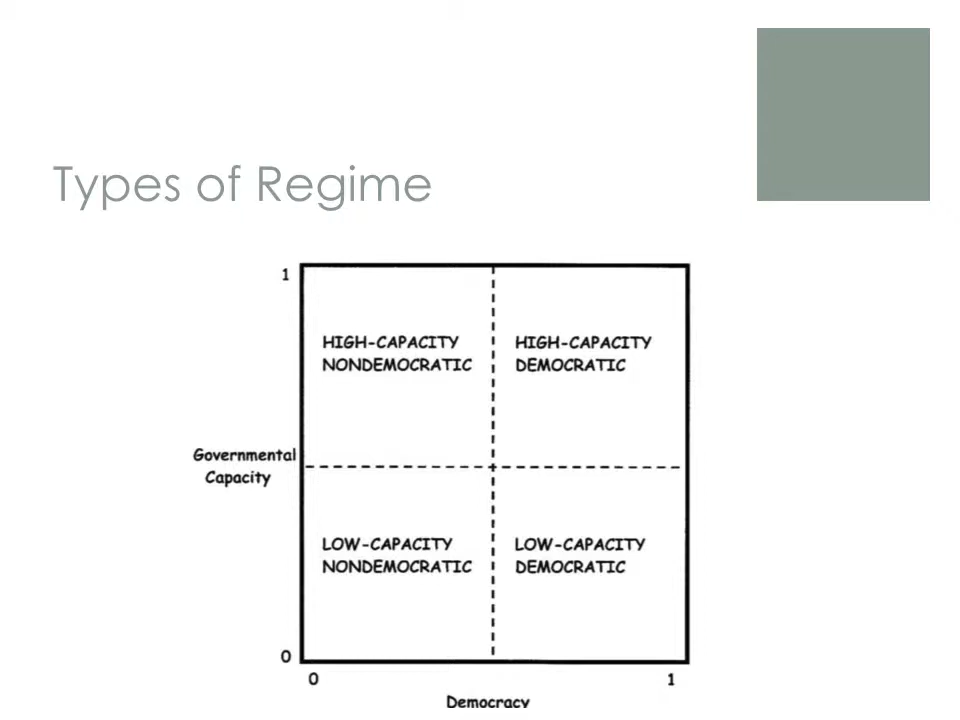 Types of Regime
1
HIGH-CAPACITY
NONDEMOCRATIC
HIGH-CAPACITY
DEMOCRATIC
Governmental
Capacity
LOW-CAPACITY
NONDEMOCRATIC
LOW-CAPACITY
DEMOCRATIC
0
0
1
Democracy